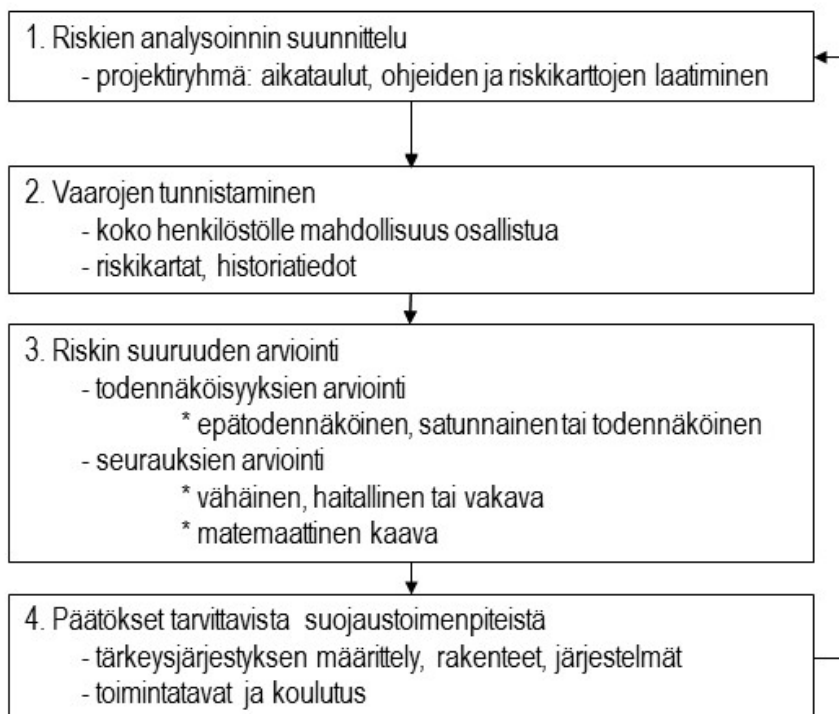 1. Riskien analysoinnin suunnittelu
- projektiryhmä: aikataulut, ohjeiden ja riskikarttojen laatiminen
2. Vaarojen tunnistaminen
- koko henkilöstölle mahdollisuus osallistua
- riskikartat, historiatiedot
3. Riskin suuruuden arviointi
- todennäköisyyksien arviointi
* epätodennäköinen, satunnainen tai todennäköinen
- seurauksien arviointi
* vähäinen, haitallinen tai vakava
* matemaattinen kaava
4. Päätökset tarvittavista suojaustoimenpiteistä
- tärkeysjärjestyksen määrittely, rakenteet, järjestelmät
- toimintatavat ja koulutus